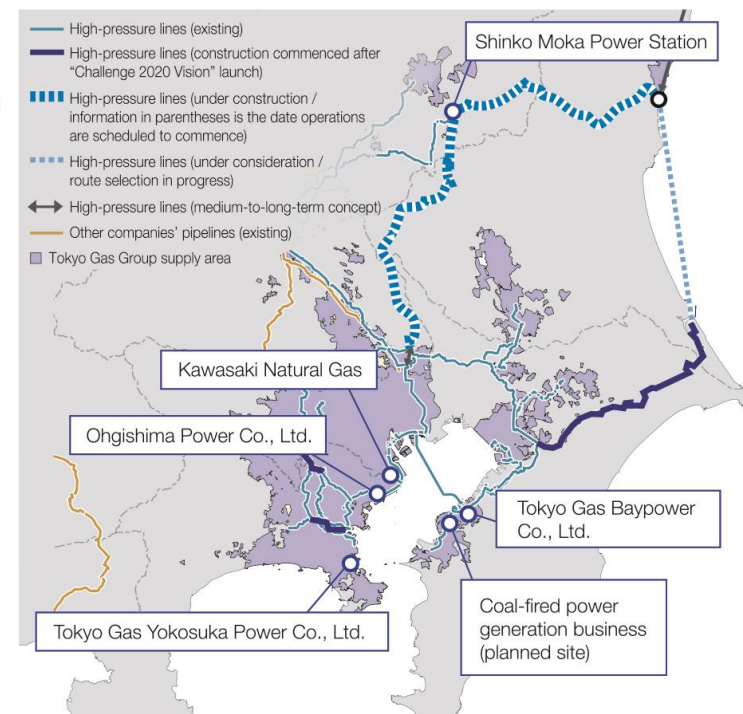 High-pressure lines (existing)
High-pressure lines (construction commenced after
“Challenge 2020 Vision” launch)
High-pressure lines (under construction /
information in parentheses is the date operations
are scheduled to commence)
High-pressure lines (under consideration /
route selection in progress)
High-pressure lines (medium-to-long-term concept)
Other companies’ pipelines (existing)
Tokyo Gas Group supply area
Shinko Moka Power Station
Kawasaki Natural Gas
Ohgishima Power Co., Ltd.
Tokyo Gas Baypower
Co., Ltd.
Tokyo Gas Yokosuka Power Co., Ltd.
Coal-fired power
generation business
(planned site)